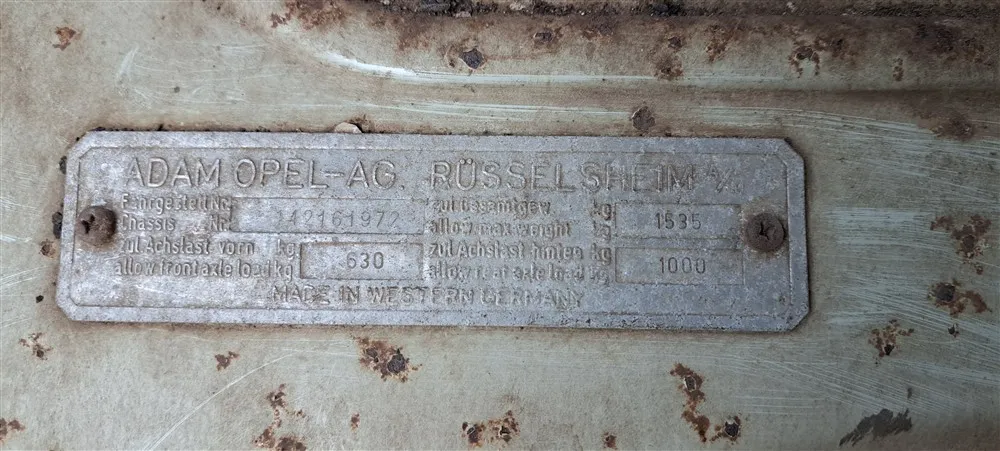 ADAM OPEL-AG. RÜSSELSHEIM
Fahrgestell Nr. zul Gesamtgew kg
Chassis Nr. 142161972 allow max weight kg 1535
zul Achslast vorn kg zul Achslast hinten kg
allow front axle load kg 630 allow rear axle load kg 1000
MADE IN WESTERN GERMANY